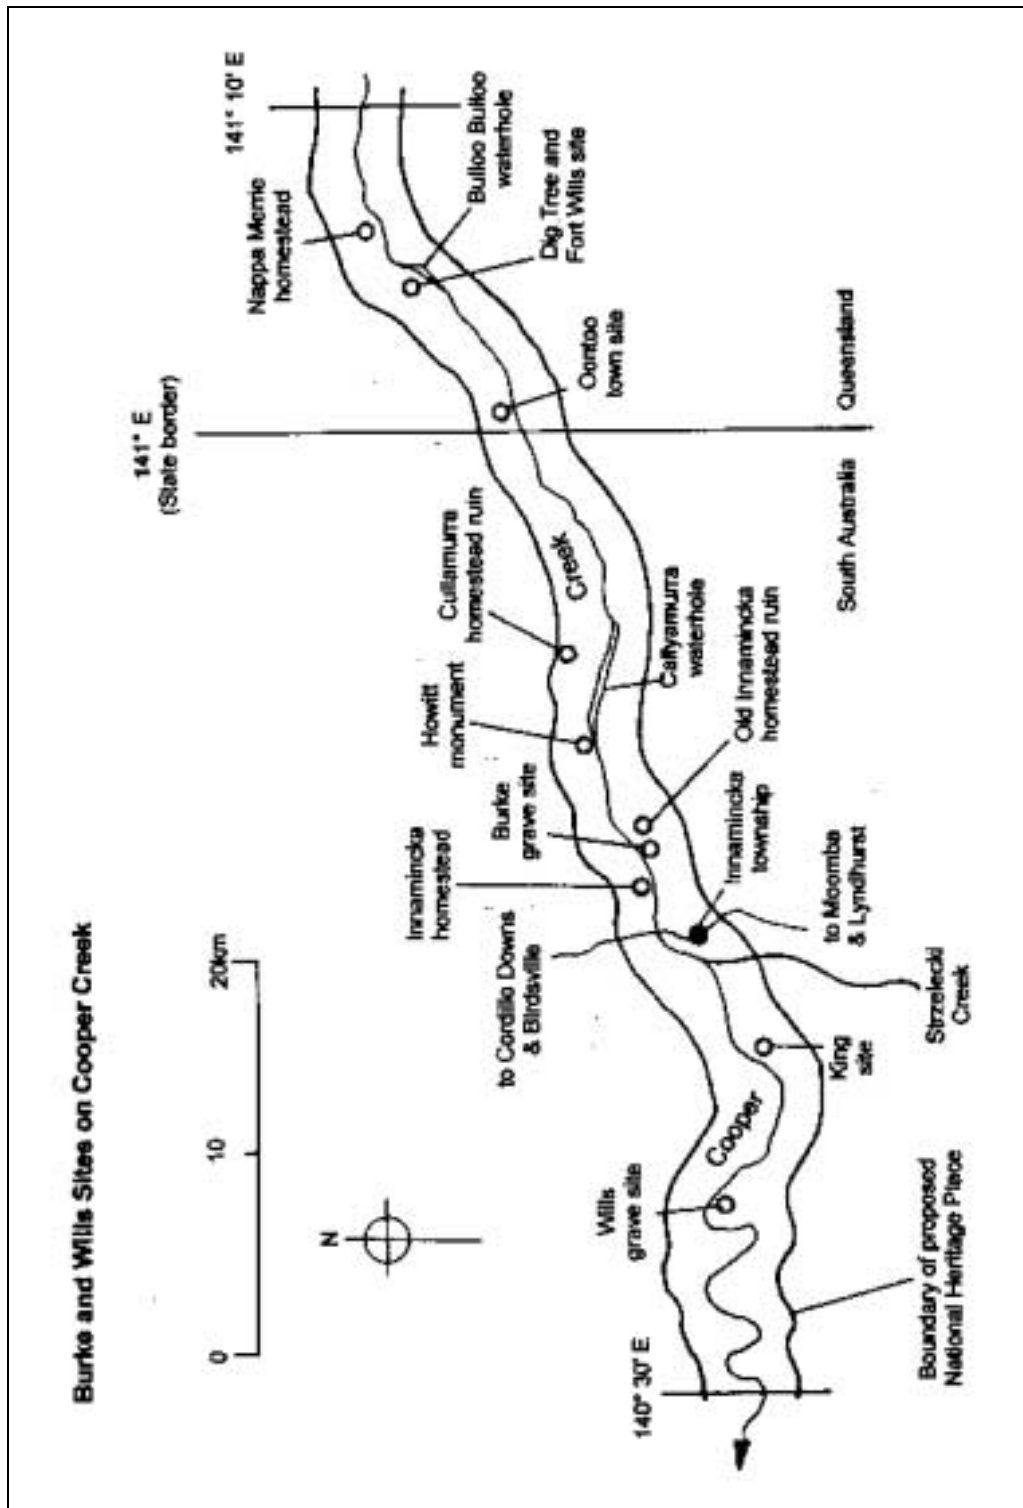 Burke and Wills Sites on Cooper Creek
0
10
20km
N
141° E
(State border)
141° 10' E
140° 30' E
Nappa Merrie
homestead
Bulloo Bulloo
waterhole
Dig Tree and
Fort Wills site
Oontoo
town site
Queensland
South Australia
Cullamurra
homestead ruin
Howitt
monument
Creek
Callyamurra
waterhole
Burke
grave site
Old Innamincka
homestead ruin
Innamincka
homestead
Innamincka
township
to Cordillo Downs
& Birdsville
to Moomba
& Lyndhurst
Strzelecki
Creek
King
site
Cooper
Wills
grave site
Boundary of proposed
National Heritage Place